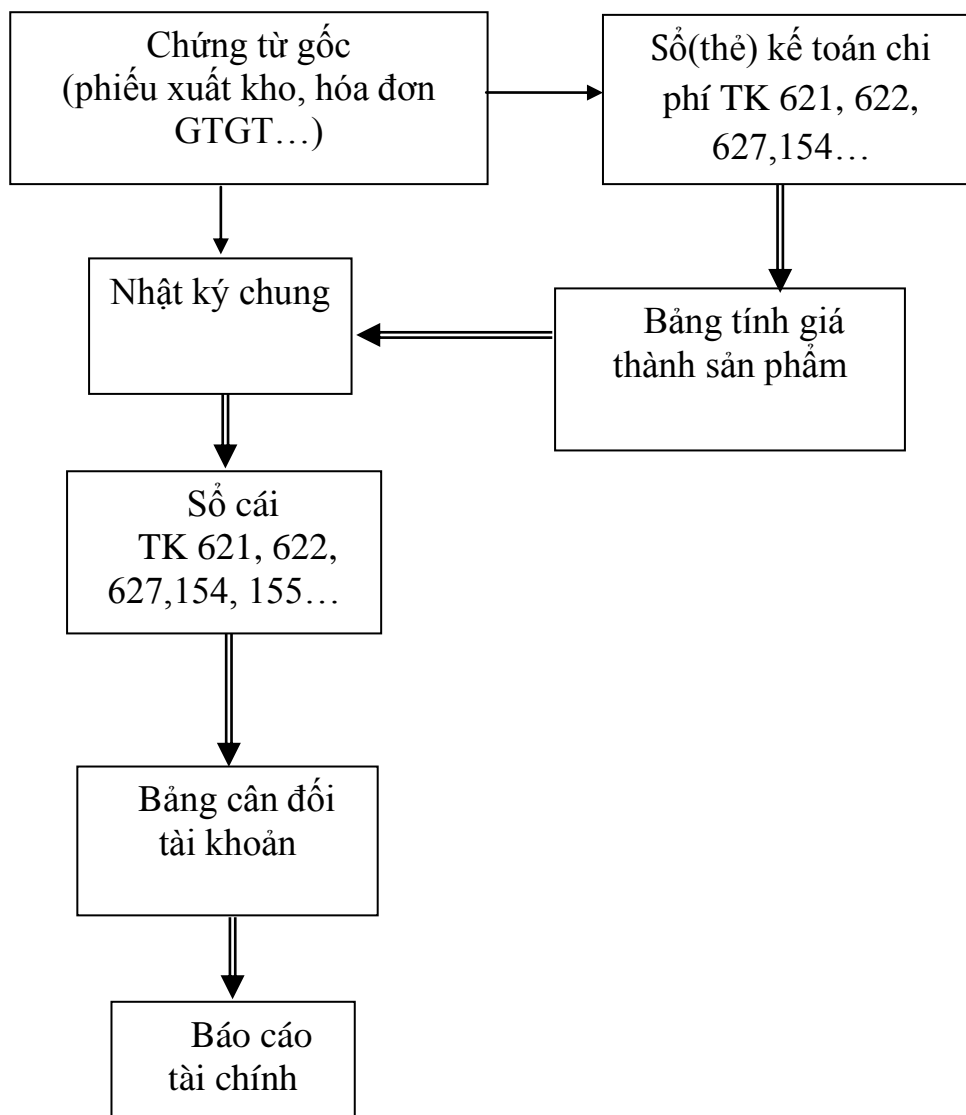 Chứng từ gốc
(phiếu xuất kho, hóa đơn
GTGT…)
Sổ(thẻ) kế toán chi
phí TK 621, 622,
627,154…
Nhật ký chung
Bảng tính giá
thành sản phẩm
Sổ cái
TK 621, 622,
627,154, 155…
Bảng cân đối
tài khoản
Báo cáo
tài chính